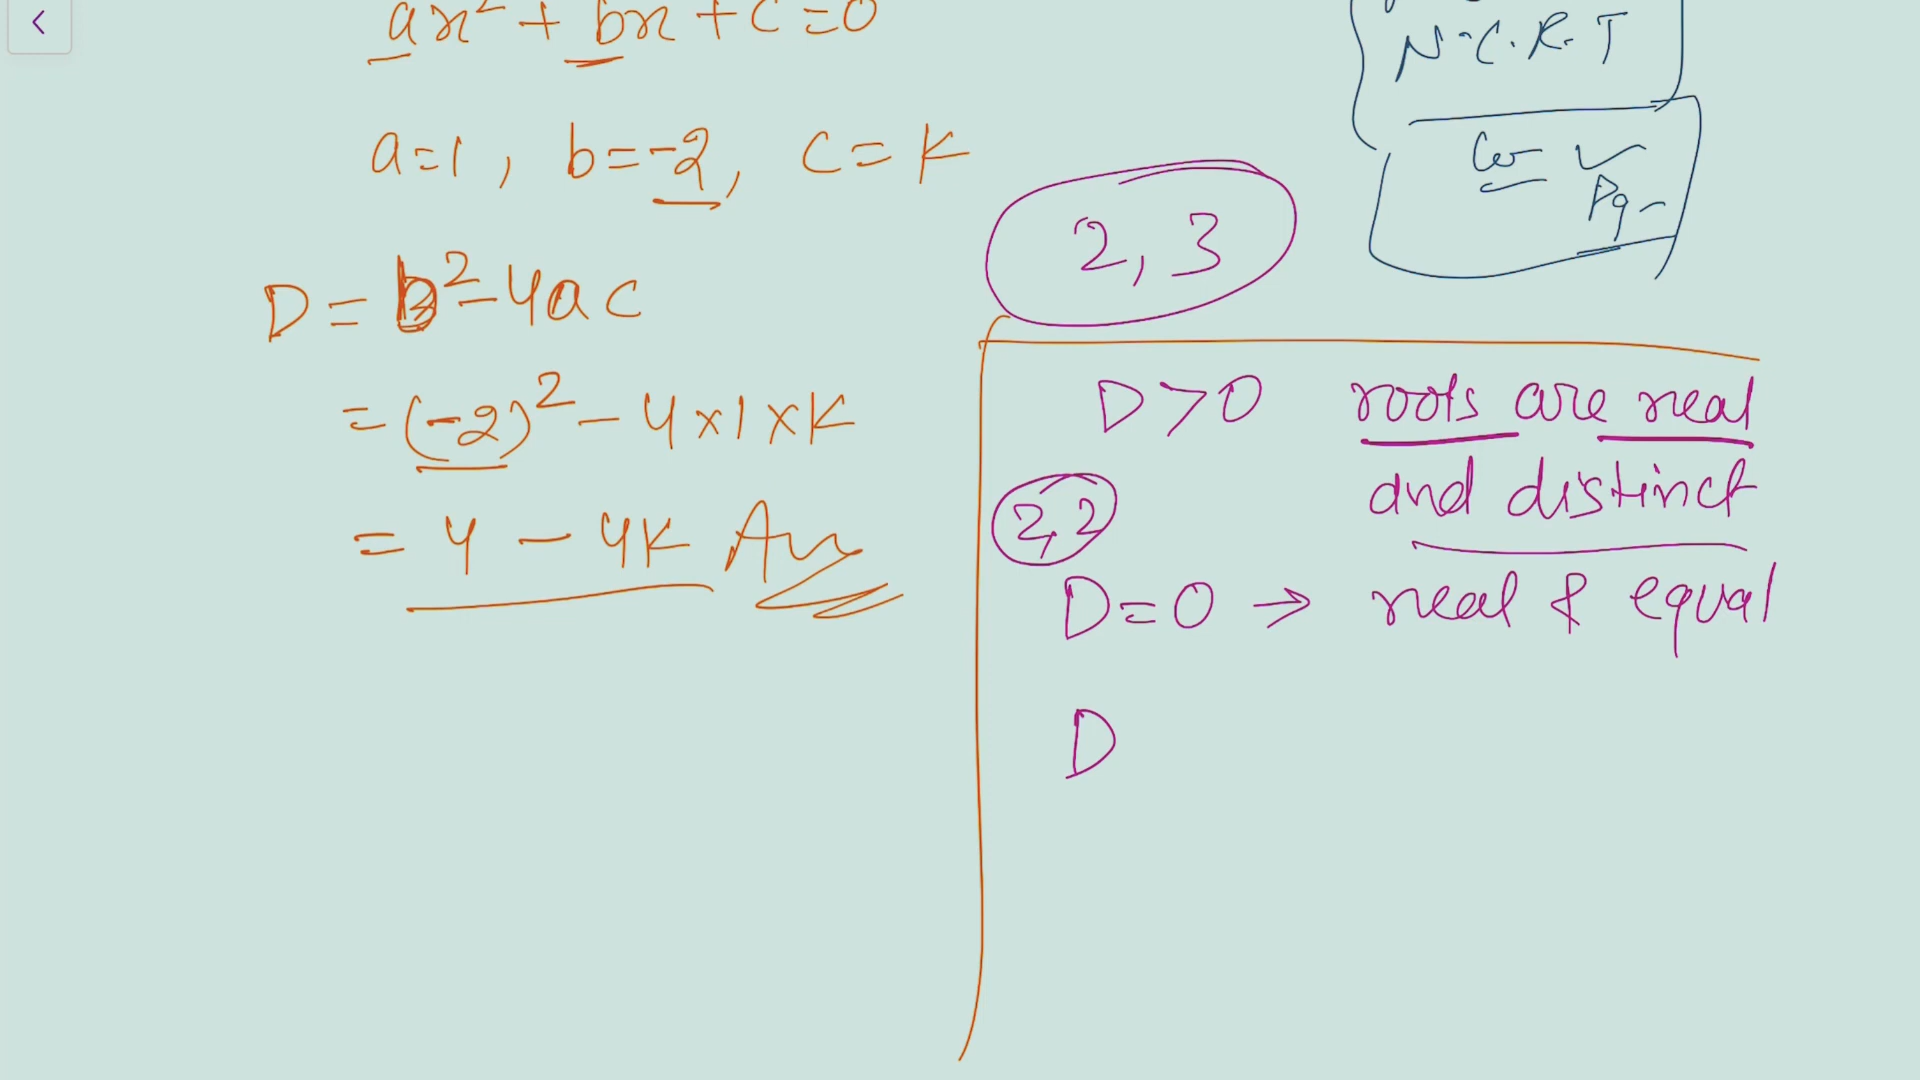 ax² + bx + c = 0
a=1, b=-2, c=K
D = b²-4ac
= (-2)² - 4×1×K
= 4 - 4K Ans
N.C.R.T
Pg-
2,3
D>0 roots are real
and distinct
2,2
D=0 → real & equal
D